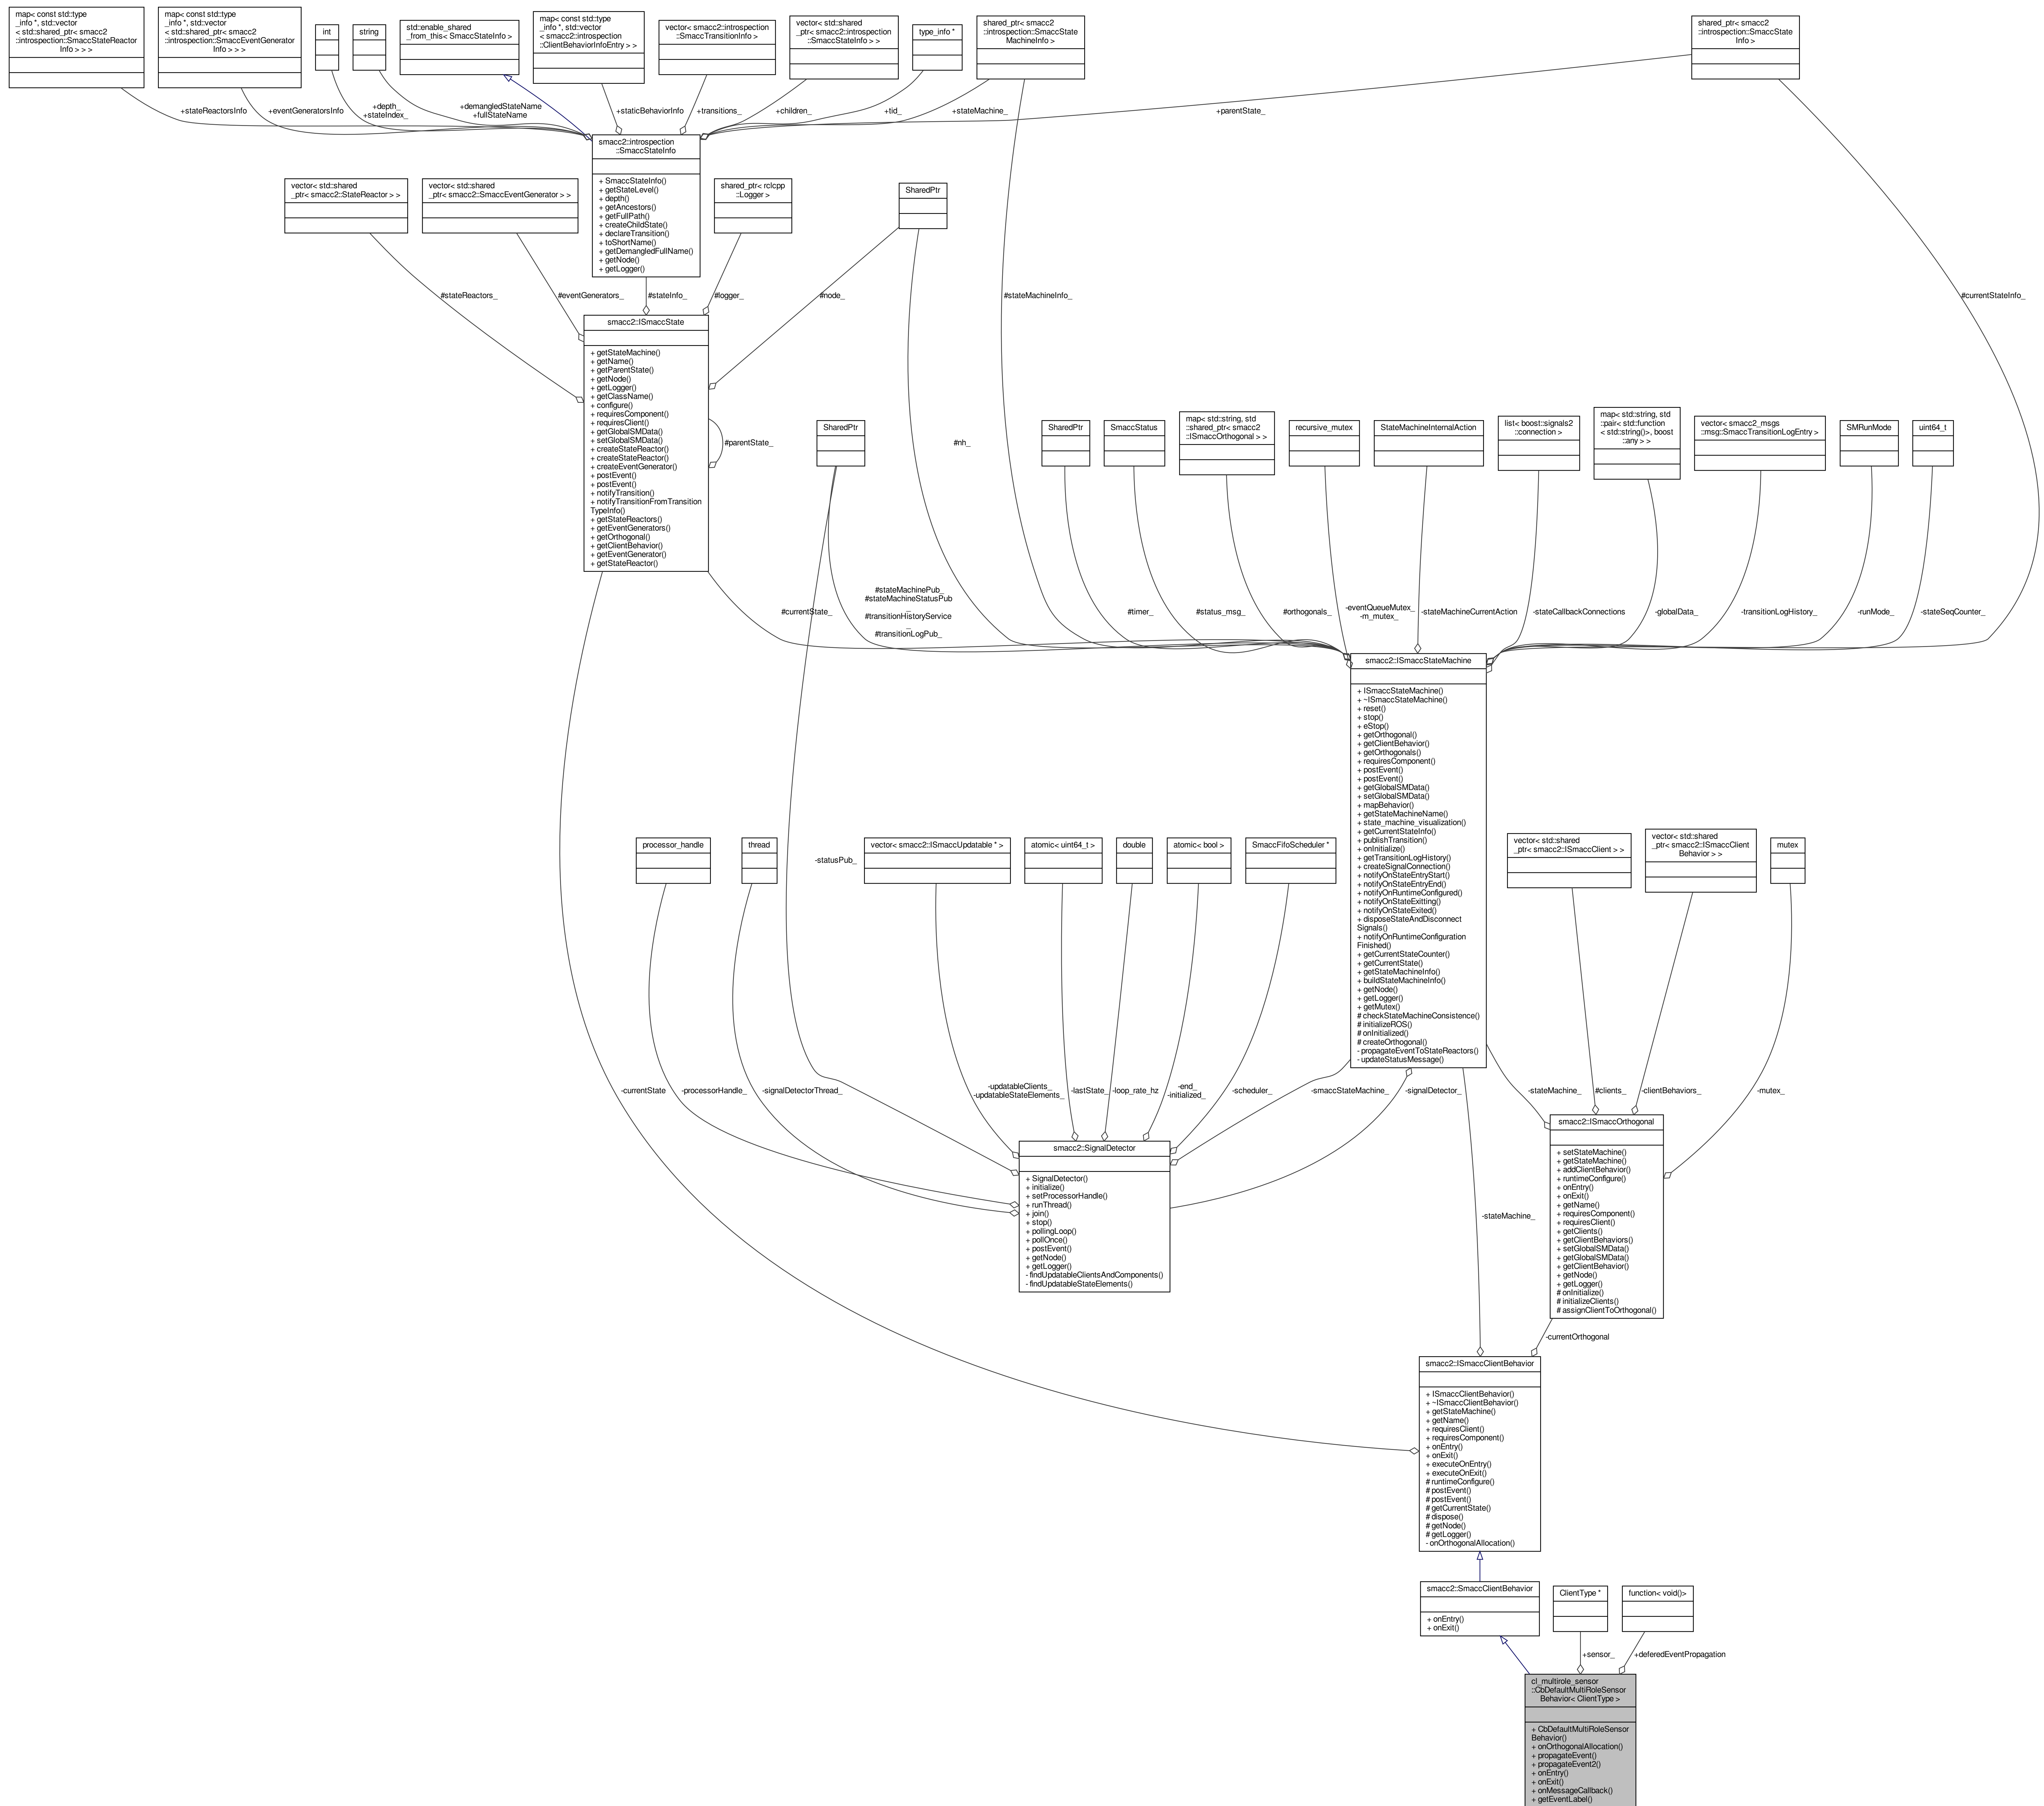 map< const std::type
_info *, std::vector
< std::shared_ptr< smacc2
::introspection::SmaccStateReactor
Info > > >
map< const std::type
_info *, std::vector
< std::shared_ptr< smacc2
::introspection::SmaccEventGenerator
Info > > >
int
string
std::enable_shared
_from_this< SmaccStateInfo >
map< const std::type
_info *, std::vector
< smacc2::introspection
::ClientBehaviorInfoEntry > >
vector< smacc2::introspection
::SmaccTransitionInfo >
vector< std::shared
_ptr< smacc2::introspection
::SmaccStateInfo > >
type_info *
shared_ptr< smacc2
::introspection::SmaccState
MachineInfo >
shared_ptr< smacc2
::introspection::SmaccState
Info >
+stateReactorsInfo
+eventGeneratorsInfo
+depth_
+stateIndex_
+demangledStateName
+fullStateName
+staticBehaviorInfo
+transitions_
+children_
+tid_
+stateMachine_
+parentState_
smacc2::introspection
::SmaccStateInfo
+ SmaccStateInfo()
+ getStateLevel()
+ depth()
+ getAncestors()
+ getFullPath()
+ createChildState()
+ declareTransition()
+ toShortName()
+ getDemangledFullName()
+ getNode()
+ getLogger()
vector< std::shared
_ptr< smacc2::StateReactor > >
vector< std::shared
_ptr< smacc2::SmaccEventGenerator > >
shared_ptr< rclcpp
::Logger >
SharedPtr
#stateReactors_
#eventGenerators_
#stateInfo_
#logger_
#node_
#stateMachineInfo_
#currentStateInfo_
smacc2::ISmaccState
+ getStateMachine()
+ getName()
+ getParentState()
+ getNode()
+ getLogger()
+ getClassName()
+ configure()
+ requiresComponent()
+ requiresClient()
+ getGlobalSMData()
+ setGlobalSMData()
+ createStateReactor()
+ createStateReactor()
+ createEventGenerator()
+ postEvent()
+ postEvent()
+ notifyTransition()
+ notifyTransitionFromTransition
TypeInfo()
+ getStateReactors()
+ getEventGenerators()
+ getOrthogonal()
+ getClientBehavior()
+ getEventGenerator()
+ getStateReactor()
#parentState_
#nh_
SharedPtr
SharedPtr
SmaccStatus
map< std::string, std
::shared_ptr< smacc2
::ISmaccOrthogonal > >
recursive_mutex
StateMachineInternalAction
list< boost::signals2
::connection >
map< std::string, std
::pair< std::function
< std::string()>, boost
::any > >
vector< smacc2_msgs
::msg::SmaccTransitionLogEntry >
SMRunMode
uint64_t
#currentState_
#stateMachinePub_
#stateMachineStatusPub
_
#transitionHistoryService
_
#transitionLogPub_
#timer_
#status_msg_
#orthogonals_
-eventQueueMutex_
-m_mutex_
-stateMachineCurrentAction
-stateCallbackConnections
-globalData_
-transitionLogHistory_
-runMode_
-stateSeqCounter_
smacc2::ISmaccStateMachine
+ ISmaccStateMachine()
+ ~ISmaccStateMachine()
+ reset()
+ stop()
+ eStop()
+ getOrthogonal()
+ getClientBehavior()
+ getOrthogonals()
+ requiresComponent()
+ postEvent()
+ postEvent()
+ getGlobalSMData()
+ setGlobalSMData()
+ mapBehavior()
+ getStateMachineName()
+ state_machine_visualization()
+ getCurrentStateInfo()
+ publishTransition()
+ onInitialize()
+ getTransitionLogHistory()
+ createSignalConnection()
+ notifyOnStateEntryStart()
+ notifyOnStateEntryEnd()
+ notifyOnRuntimeConfigured()
+ notifyOnStateExitting()
+ notifyOnStateExited()
+ disposeStateAndDisconnect
Signals()
+ notifyOnRuntimeConfiguration
Finished()
+ getCurrentStateCounter()
+ getCurrentState()
+ getStateMachineInfo()
+ buildStateMachineInfo()
+ getNode()
+ getLogger()
+ getMutex()
# checkStateMachineConsistence()
# initializeROS()
# onInitialized()
# createOrthogonal()
- propagateEventToStateReactors()
- updateStatusMessage()
processor_handle
thread
-statusPub_
vector< smacc2::ISmaccUpdatable * >
atomic< uint64_t >
double
atomic< bool >
SmaccFifoScheduler *
vector< std::shared
_ptr< smacc2::ISmaccClient > >
vector< std::shared
_ptr< smacc2::ISmaccClient
Behavior > >
mutex
-currentState
-processorHandle_
-signalDetectorThread_
-updatableClients_
-updatableStateElements_
-lastState_
-loop_rate_hz
-end_
-initialized_
-scheduler_
-smaccStateMachine_
-signalDetector_
-stateMachine_
#clients_
-clientBehaviors_
-mutex_
smacc2::SignalDetector
+ SignalDetector()
+ initialize()
+ setProcessorHandle()
+ runThread()
+ join()
+ stop()
+ pollingLoop()
+ pollOnce()
+ postEvent()
+ getNode()
+ getLogger()
- findUpdatableClientsAndComponents()
- findUpdatableStateElements()
smacc2::ISmaccOrthogonal
+ setStateMachine()
+ getStateMachine()
+ addClientBehavior()
+ runtimeConfigure()
+ onEntry()
+ onExit()
+ getName()
+ requiresComponent()
+ requiresClient()
+ getClients()
+ getClientBehaviors()
+ setGlobalSMData()
+ getGlobalSMData()
+ getClientBehavior()
+ getNode()
+ getLogger()
# onInitialize()
# initializeClients()
# assignClientToOrthogonal()
-stateMachine_
-currentOrthogonal
smacc2::ISmaccClientBehavior
+ ISmaccClientBehavior()
+ ~ISmaccClientBehavior()
+ getStateMachine()
+ getName()
+ requiresClient()
+ requiresComponent()
+ onEntry()
+ onExit()
+ executeOnEntry()
+ executeOnExit()
# runtimeConfigure()
# postEvent()
# postEvent()
# getCurrentState()
# dispose()
# getNode()
# getLogger()
- onOrthogonalAllocation()
smacc2::SmaccClientBehavior
+ onEntry()
+ onExit()
ClientType *
function< void()>
+sensor_
+deferedEventPropagation
cl_multirole_sensor
::CbDefaultMultiRoleSensor
Behavior< ClientType >
+ CbDefaultMultiRoleSensor
Behavior()
+ onOrthogonalAllocation()
+ propagateEvent()
+ propagateEvent2()
+ onEntry()
+ onExit()
+ onMessageCallback()
+ getEventLabel()